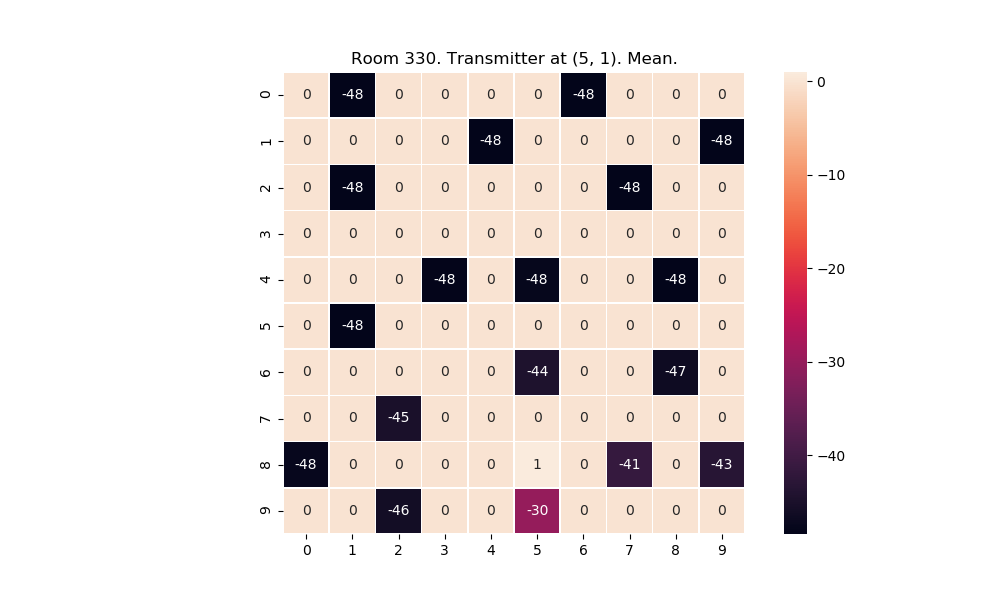 Room 330. Transmitter at (5, 1). Mean.
0 0 -48 0 0 0 0 -48 0 0 0 0
1 0 0 0 0 -48 0 0 0 0 -48
2 0 -48 0 0 0 0 0 -48 0 0 -10
3 0 0 0 0 0 0 0 0 0 0
4 0 0 0 -48 0 -48 0 0 -48 0 -20
5 0 -48 0 0 0 0 0 0 0 0
6 0 0 0 0 0 -44 0 0 -47 0 -30
7 0 0 -45 0 0 0 0 0 0 0
8 -48 0 0 0 0 1 0 -41 0 -43 -40
9 0 0 -46 0 0 -30 0 0 0 0
0 1 2 3 4 5 6 7 8 9